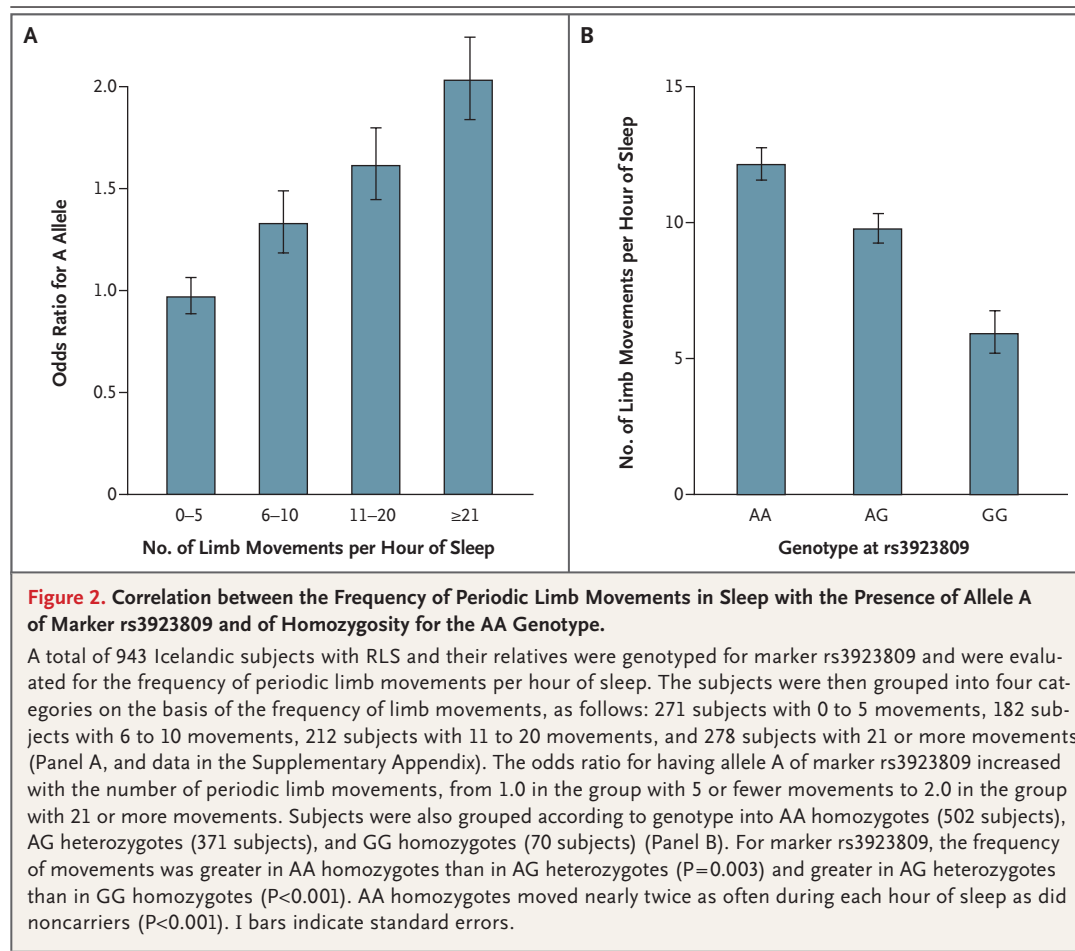 A
Odds Ratio for A Allele
2.0
1.5
1.0
0.5
0
0–5
6–10
11–20
≥21
No. of Limb Movements per Hour of Sleep
B
No. of Limb Movements per Hour of Sleep
15
10
5
0
AA
AG
GG
Genotype at rs3923809
Figure 2. Correlation between the Frequency of Periodic Limb Movements in Sleep with the Presence of Allele A
of Marker rs3923809 and of Homozygosity for the AA Genotype.
A total of 943 Icelandic subjects with RLS and their relatives were genotyped for marker rs3923809 and were evalu-
ated for the frequency of periodic limb movements per hour of sleep. The subjects were then grouped into four cat-
egories on the basis of the frequency of limb movements, as follows: 271 subjects with 0 to 5 movements, 182 sub-
jects with 6 to 10 movements, 212 subjects with 11 to 20 movements, and 278 subjects with 21 or more movements
(Panel A, and data in the Supplementary Appendix). The odds ratio for having allele A of marker rs3923809 increased
with the number of periodic limb movements, from 1.0 in the group with 5 or fewer movements to 2.0 in the group
with 21 or more movements. Subjects were also grouped according to genotype into AA homozygotes (502 subjects),
AG heterozygotes (371 subjects), and GG homozygotes (70 subjects) (Panel B). For marker rs3923809, the frequency
of movements was greater in AA homozygotes than in AG heterozygotes (P=0.003) and greater in AG heterozygotes
than in GG homozygotes (P<0.001). AA homozygotes moved nearly twice as often during each hour of sleep as did
noncarriers (P<0.001). I bars indicate standard errors.